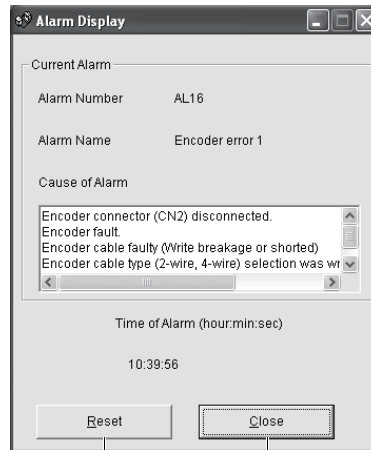 Alarm Display
Current Alarm
Alarm Number AL16
Alarm Name Encoder error 1
Cause of Alarm
Encoder connector (CN2) disconnected.
Encoder fault.
Encoder cable faulty (Write breakage or shorted)
Encoder cable type (2-wire, 4-wire) selection was wr
Time of Alarm (hour:min:sec)
10:39:56
Reset Close